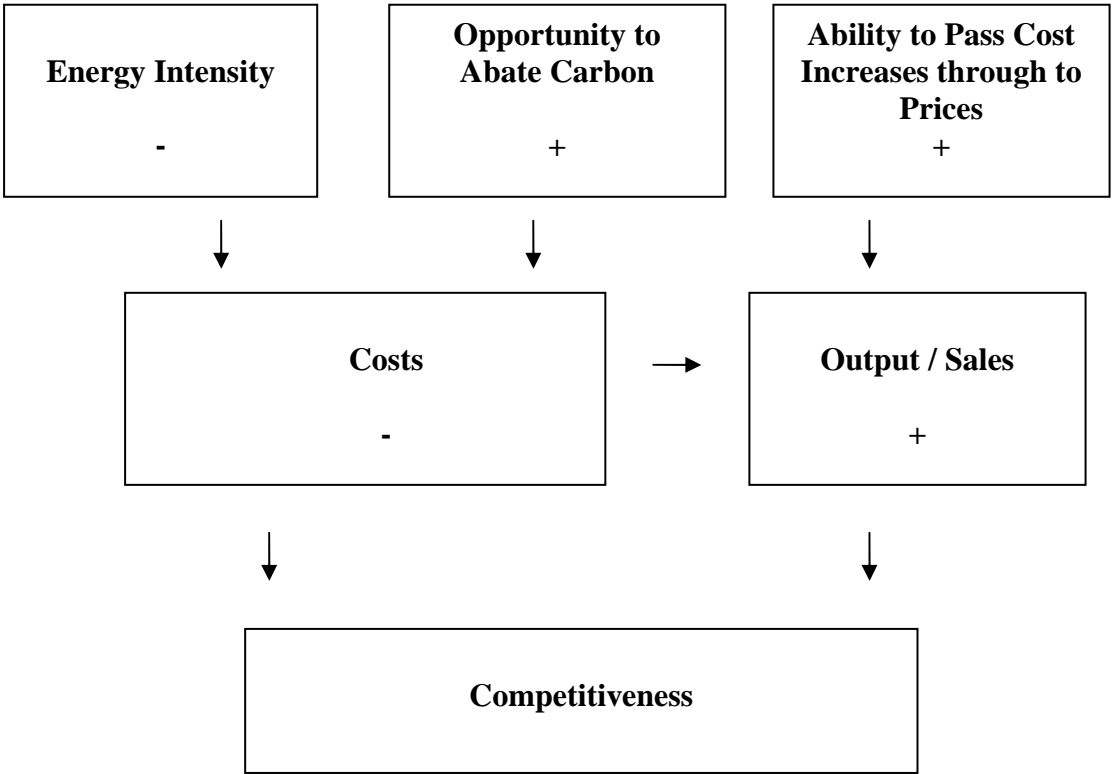 Energy Intensity
-
Opportunity to
Abate Carbon
+
Ability to Pass Cost
Increases through to
Prices
+
Costs
-
Output / Sales
+
Competitiveness